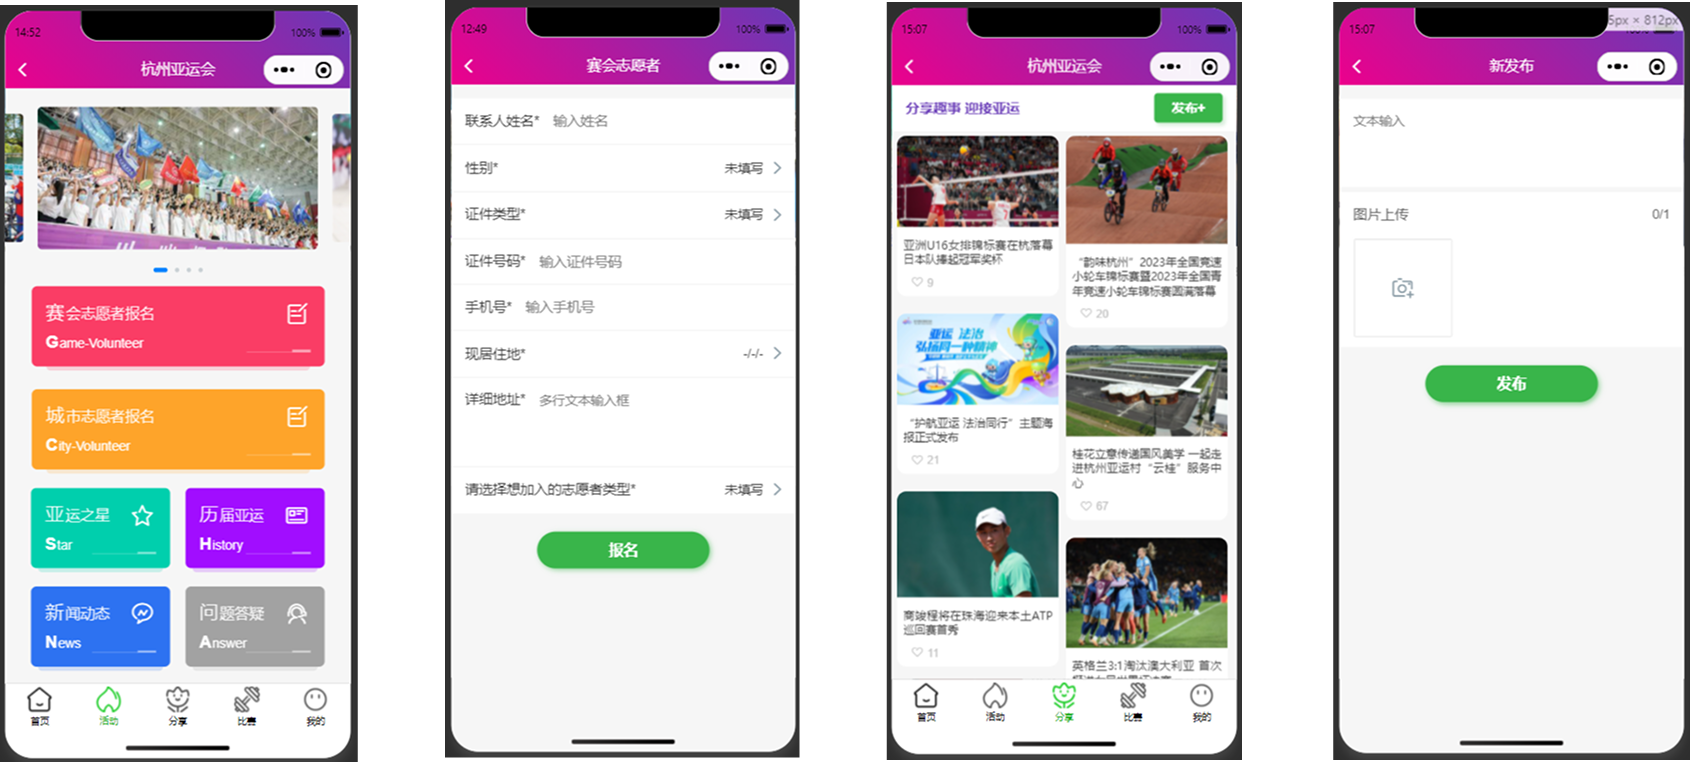 14:52
100%
杭州亚运会
赛会志愿者报名
Game-Volunteer
城市志愿者报名
City-Volunteer
亚运之星
Star
历届亚运
History
新闻动态
News
问题答疑
Answer
首页
活动
分享
比赛
我的
12:49
100%
赛会志愿者
联系人姓名* 输入姓名
性别* 未填写
证件类型* 未填写
证件号码* 输入证件号码
手机号* 输入手机号
现居住地* -/-/-
详细地址* 多行文本输入框
请选择想加入的志愿者类型* 未填写
报名
15:07
100%
杭州亚运会
分享趣事 迎接亚运
发布+
亚洲U16女排锦标赛在杭落幕
日本队捧起冠军奖杯
9
亚运 法治
弘扬同一种精神
“护航亚运 法治同行”主题海
报正式发布
21
商竣程将在珠海迎来本土ATP
巡回赛首秀
11
“韵味杭州”2023年全国竞速
小轮车锦标赛暨2023年全国青
年竞速小轮车锦标赛圆满落幕
20
桂花立意传递国风美学 一起走
进杭州亚运村“云桂”服务中
心
67
英格兰3:1淘汰澳大利亚 首次
首页
活动
分享
比赛
我的
15:07
5px × 812px
新发布
文本输入
图片上传 0/1
发布